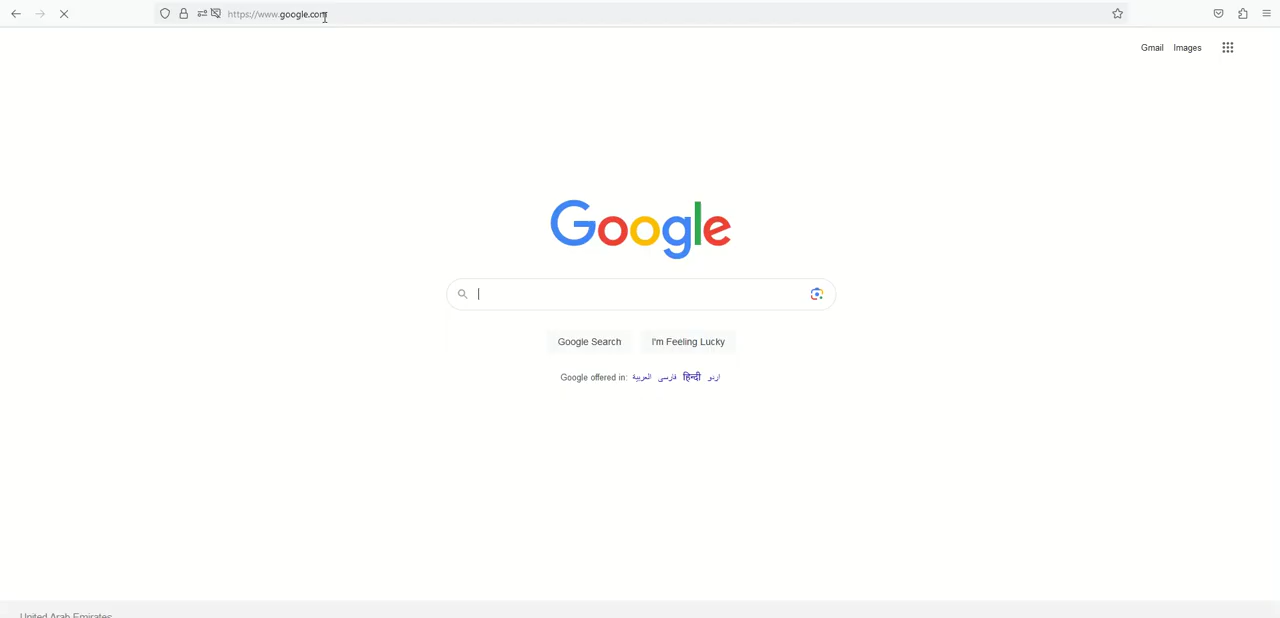 https://www.google.com
Gmail Images
Google
Google Search I'm Feeling Lucky
Google offered in: العربية فارسی हिन्दी اردو
United Arab Emirates